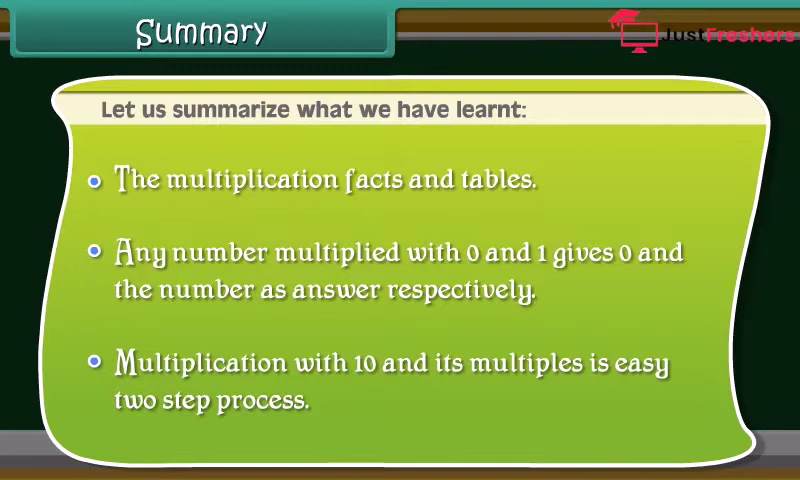 Summary
JustFreshers
Let us summarize what we have learnt:
The multiplication facts and tables.
Any number multiplied with 0 and 1 gives 0 and
the number as answer respectively.
Multiplication with 10 and its multiples is easy
two step process.